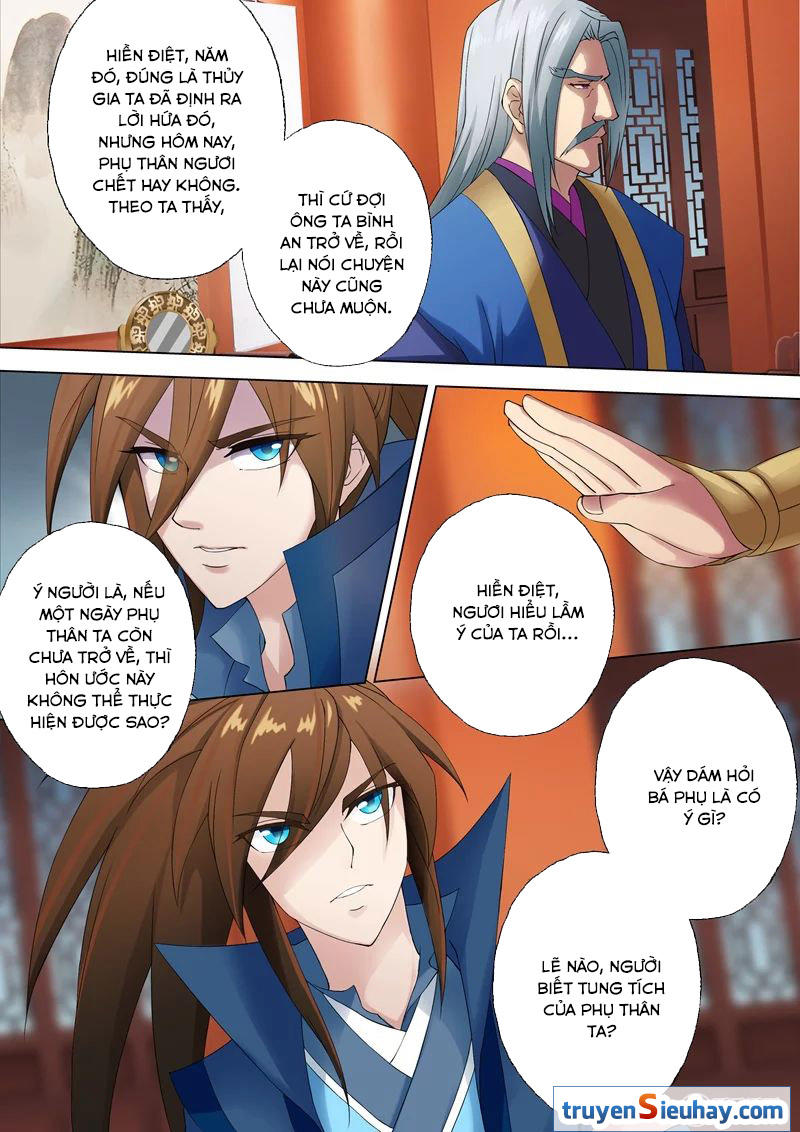 HIỀN ĐIỆT, NĂM
ĐÓ, ĐÚNG LÀ THỦY
GIA TA ĐÃ ĐỊNH RA
LỜI HỨA ĐÓ,
NHƯNG HÔM NAY,
PHỤ THÂN NGƯƠI
CHẾT HAY KHÔNG.
THEO TA THẤY,
THÌ CỨ ĐỢI
ÔNG TA BÌNH
AN TRỞ VỀ, RỒI
LẠI NÓI CHUYỆN
NÀY CŨNG
CHƯA MUỘN.
Ý NGƯỜI LÀ, NẾU
MỘT NGÀY PHỤ
THÂN TA CÒN
CHƯA TRỞ VỀ, THÌ
HÔN ƯỚC NÀY
KHÔNG THỂ THỰC
HIỆN ĐƯỢC SAO?
HIỀN ĐIỆT,
NGƯƠI HIỂU LẦM
Ý CỦA TA RỒI...
VẬY DÁM HỎI
BÁ PHỤ LÀ CÓ
Ý GÌ?
LẼ NÀO, NGƯỜI
BIẾT TUNG TÍCH
CỦA PHỤ THÂN
TA?
truyenSieuhay.com